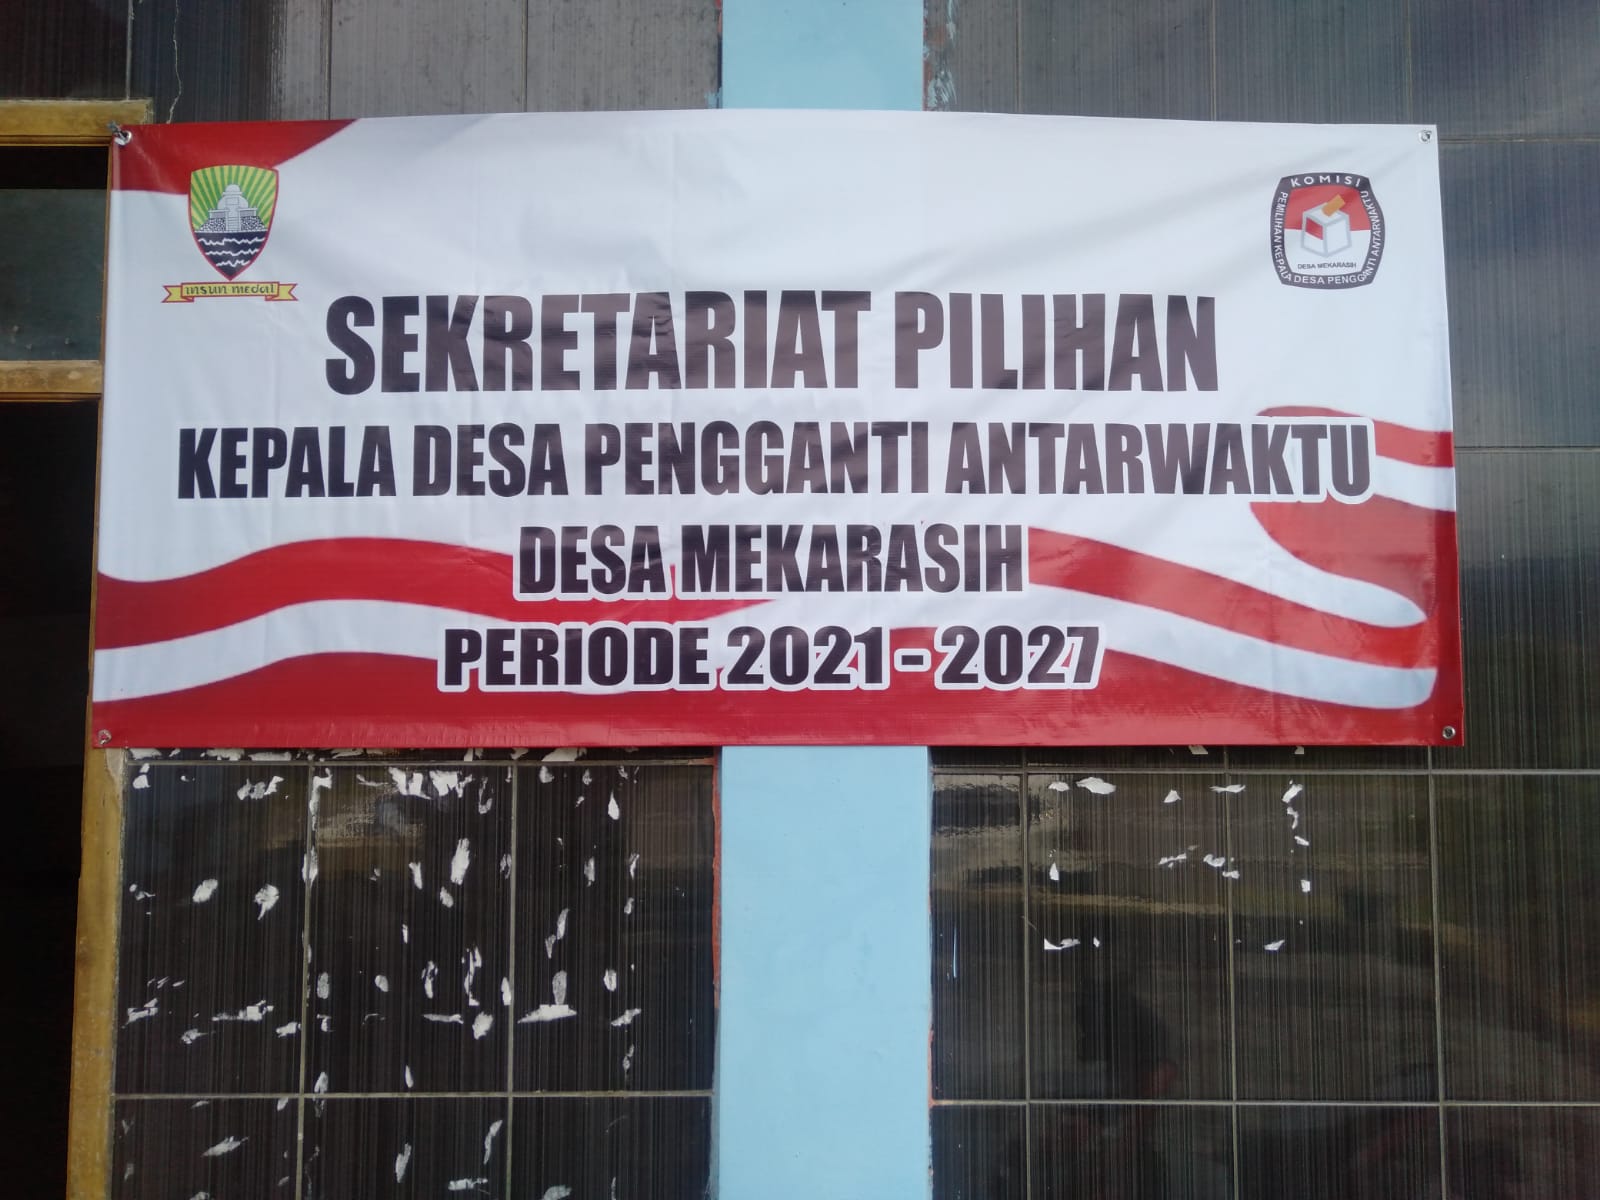 insun medal
KOMISI
PEMILIHAN KEPALA DESA PENGGANTI ANTARWAKTU
DESA MEKARASIH
SEKRETARIAT PILIHAN
KEPALA DESA PENGGANTI ANTARWAKTU
DESA MEKARASIH
PERIODE 2021 - 2027